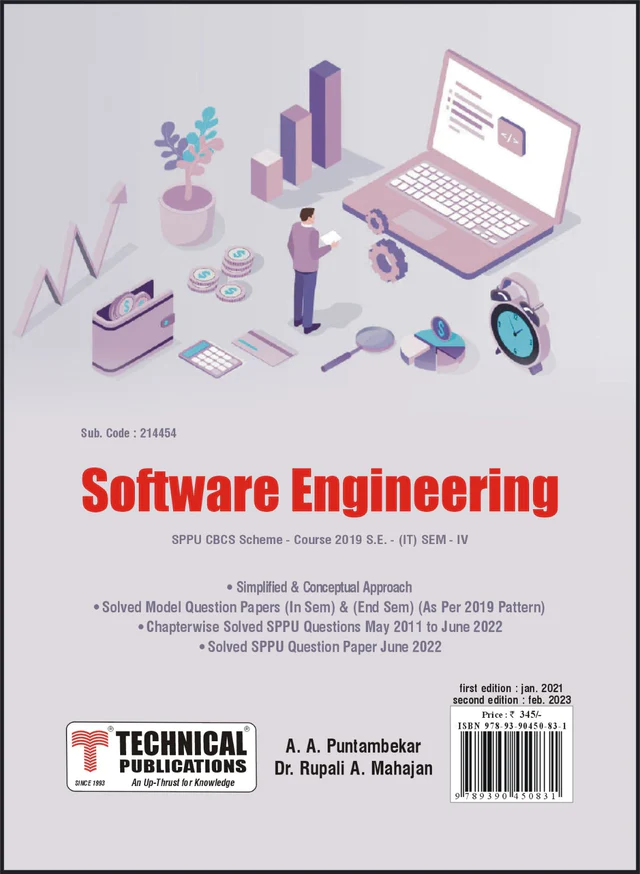 </>
Sub. Code : 214454
Software Engineering
SPPU CBCS Scheme - Course 2019 S.E. - (IT) SEM - IV
• Simplified & Conceptual Approach
• Solved Model Question Papers (In Sem) & (End Sem) (As Per 2019 Pattern)
• Chapterwise Solved SPPU Questions May 2011 to June 2022
• Solved SPPU Question Paper June 2022
first edition : jan. 2021
second edition : feb. 2023
Price : ₹ 345/-
ISBN 978-93-90450-83-1
9 789390 450831
®
TECHNICAL®
PUBLICATIONS
SINCE 1993 An Up-Thrust for Knowledge
A. A. Puntambekar
Dr. Rupali A. Mahajan